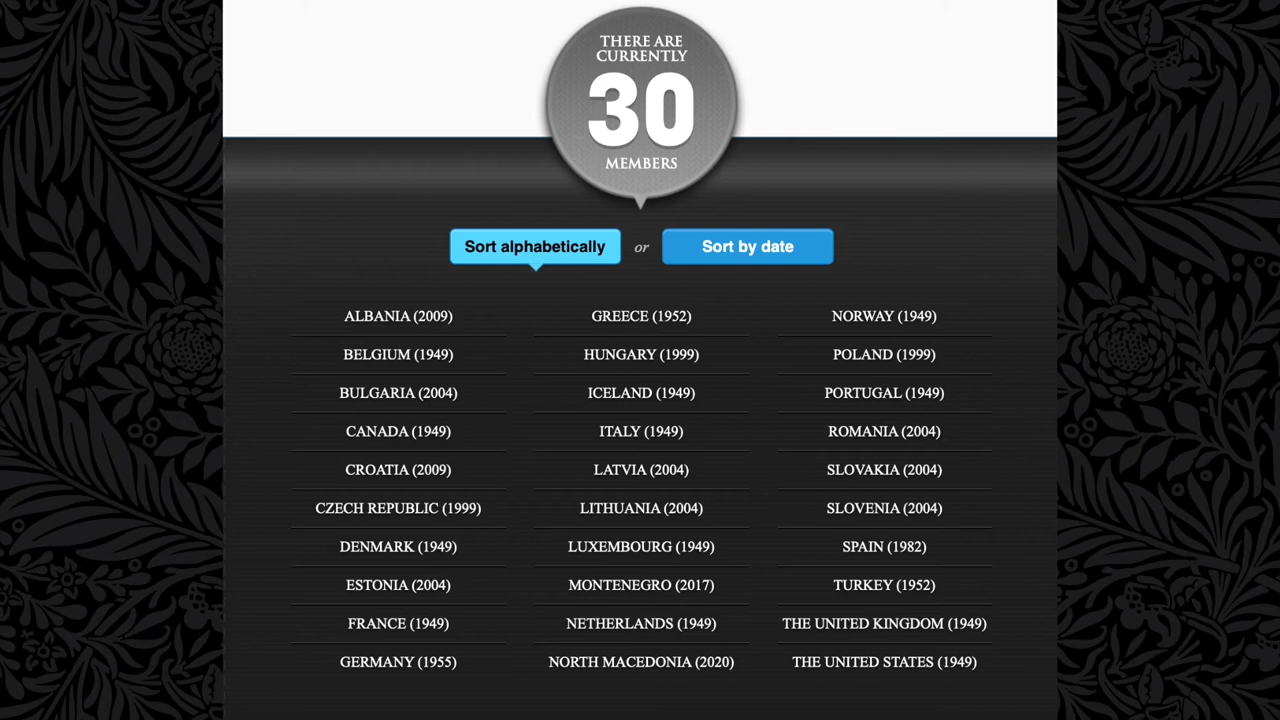 THERE ARE
CURRENTLY
30
MEMBERS
Sort alphabetically or Sort by date
ALBANIA (2009)
BELGIUM (1949)
BULGARIA (2004)
CANADA (1949)
CROATIA (2009)
CZECH REPUBLIC (1999)
DENMARK (1949)
ESTONIA (2004)
FRANCE (1949)
GERMANY (1955)
GREECE (1952)
HUNGARY (1999)
ICELAND (1949)
ITALY (1949)
LATVIA (2004)
LITHUANIA (2004)
LUXEMBOURG (1949)
MONTENEGRO (2017)
NETHERLANDS (1949)
NORTH MACEDONIA (2020)
NORWAY (1949)
POLAND (1999)
PORTUGAL (1949)
ROMANIA (2004)
SLOVAKIA (2004)
SLOVENIA (2004)
SPAIN (1982)
TURKEY (1952)
THE UNITED KINGDOM (1949)
THE UNITED STATES (1949)